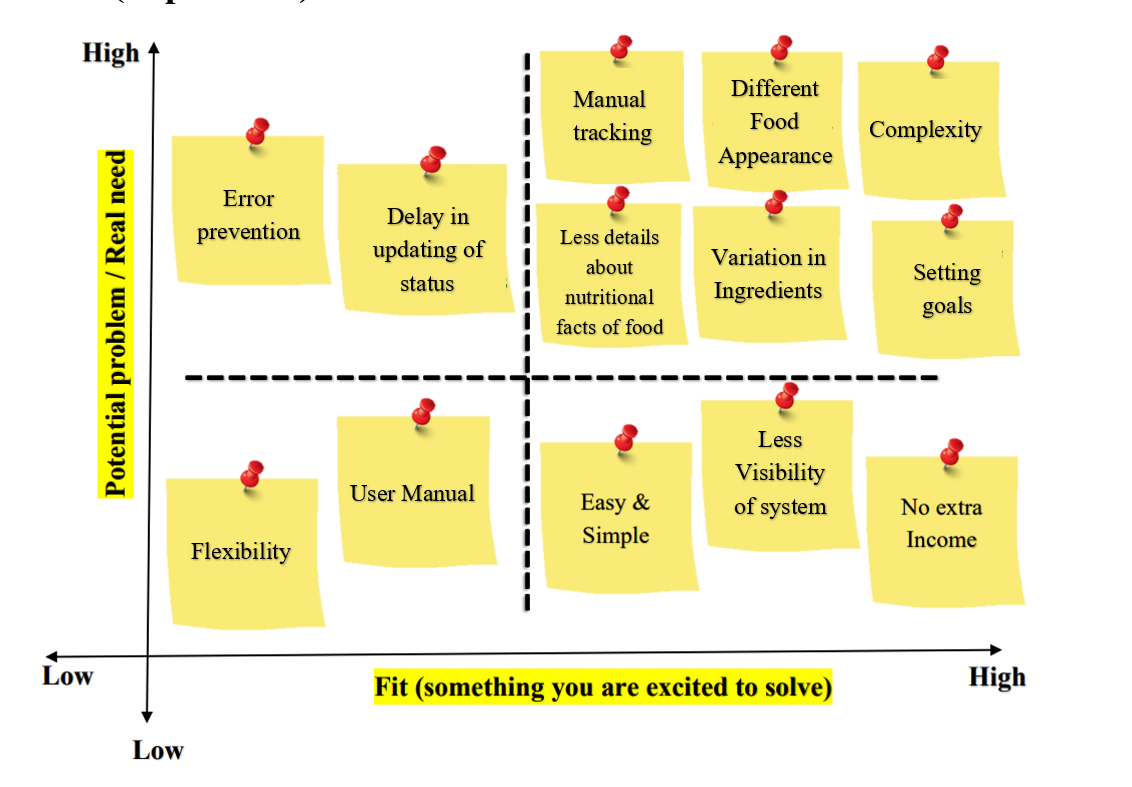 High
Manual
tracking
Different
Food
Appearance
Complexity
Error
prevention
Delay in
updating of
status
Less details
about
nutritional
facts of food
Variation in
Ingredients
Setting
goals
Potential problem / Real need
Flexibility
User Manual
Easy &
Simple
Less
Visibility
of system
No extra
Income
Low
Fit (something you are excited to solve)
High
Low